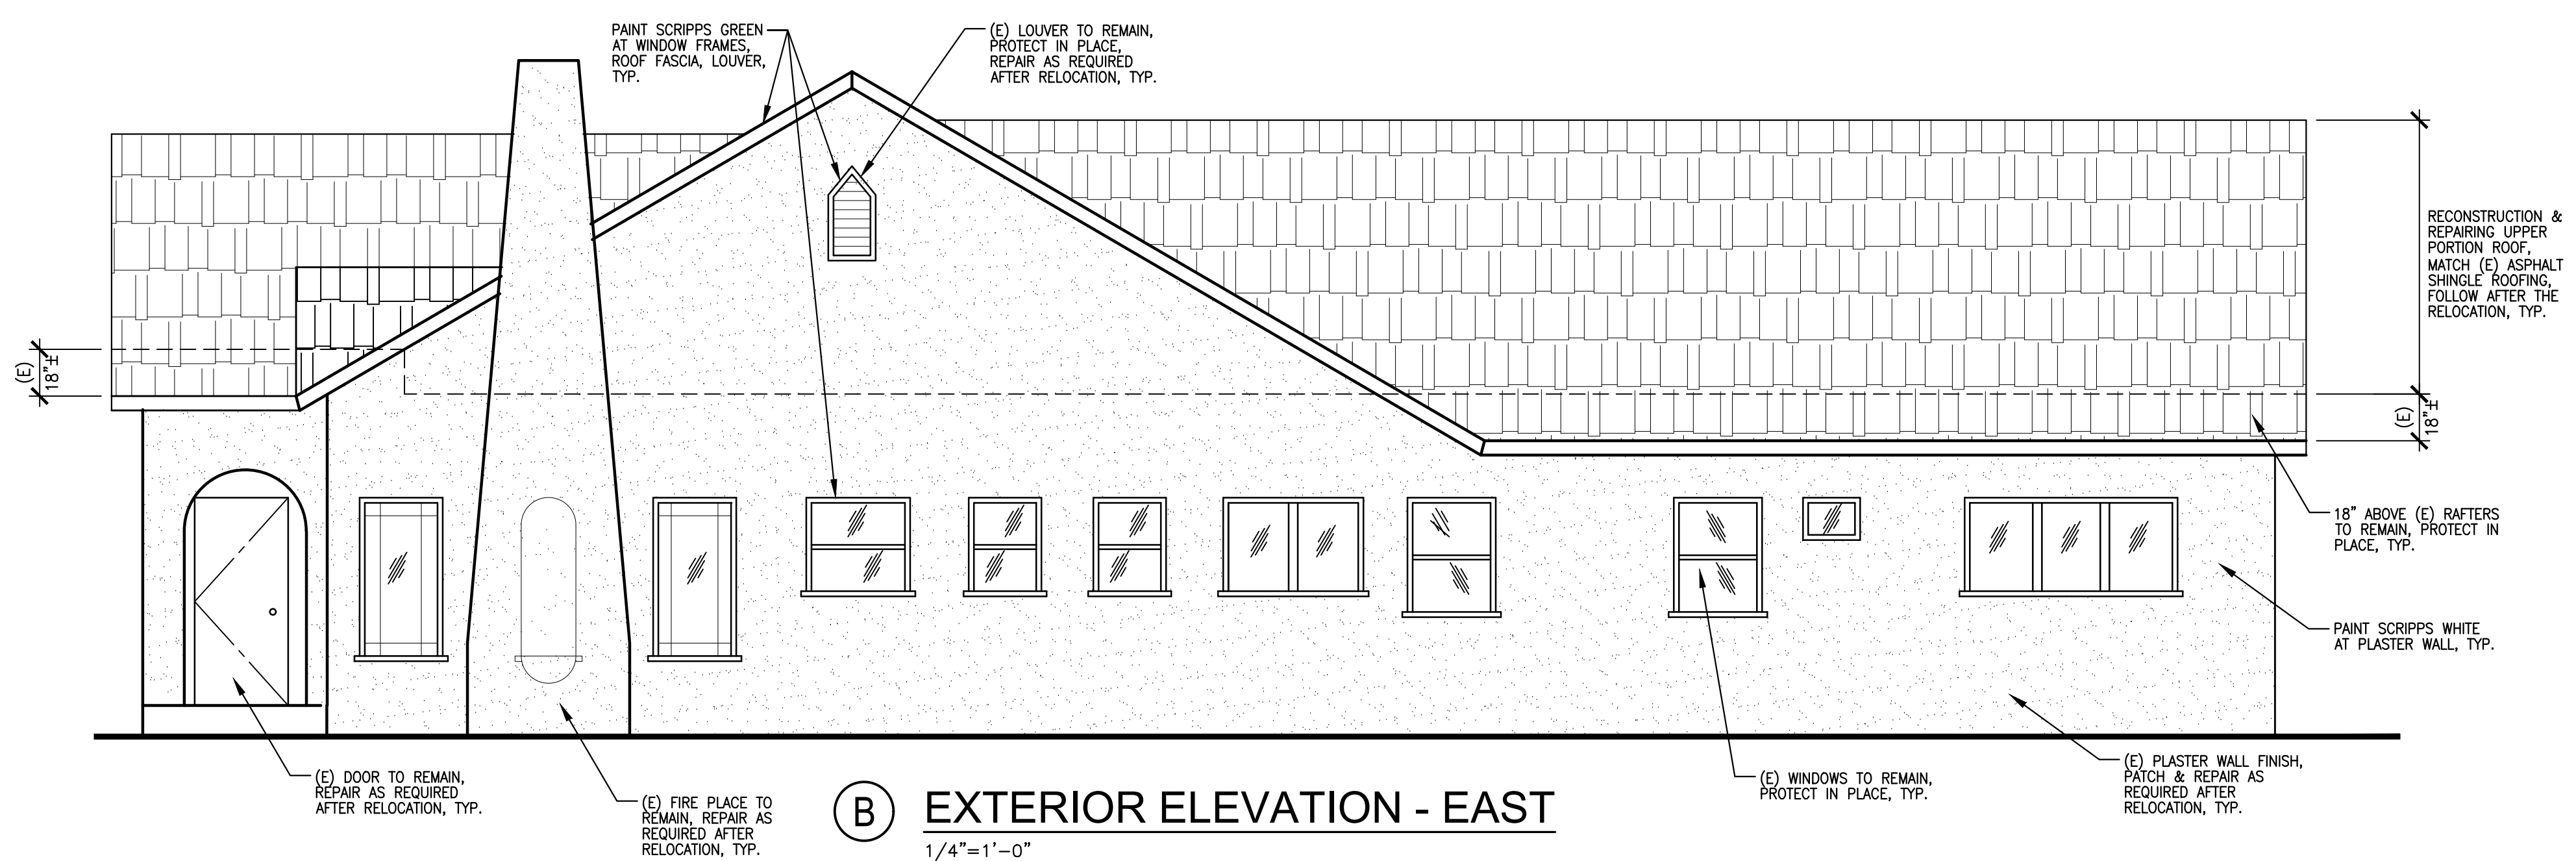 PAINT SCRIPPS GREEN
AT WINDOW FRAMES,
ROOF FASCIA, LOUVER,
TYP.
(E) LOUVER TO REMAIN,
PROTECT IN PLACE,
REPAIR AS REQUIRED
AFTER RELOCATION, TYP.
RECONSTRUCTION &
REPAIRING UPPER
PORTION ROOF,
MATCH (E) ASPHALT
SHINGLE ROOFING,
FOLLOW AFTER THE
RELOCATION, TYP.
(E)
18"±
(E)
18"±
18" ABOVE (E) RAFTERS
TO REMAIN, PROTECT IN
PLACE, TYP.
PAINT SCRIPPS WHITE
AT PLASTER WALL, TYP.
(E) DOOR TO REMAIN,
REPAIR AS REQUIRED
AFTER RELOCATION, TYP.
(E) FIRE PLACE TO
REMAIN, REPAIR AS
REQUIRED AFTER
RELOCATION, TYP.
(E) WINDOWS TO REMAIN,
PROTECT IN PLACE, TYP.
(E) PLASTER WALL FINISH,
PATCH & REPAIR AS
REQUIRED AFTER
RELOCATION, TYP.
B EXTERIOR ELEVATION - EAST
1/4"=1'-0"